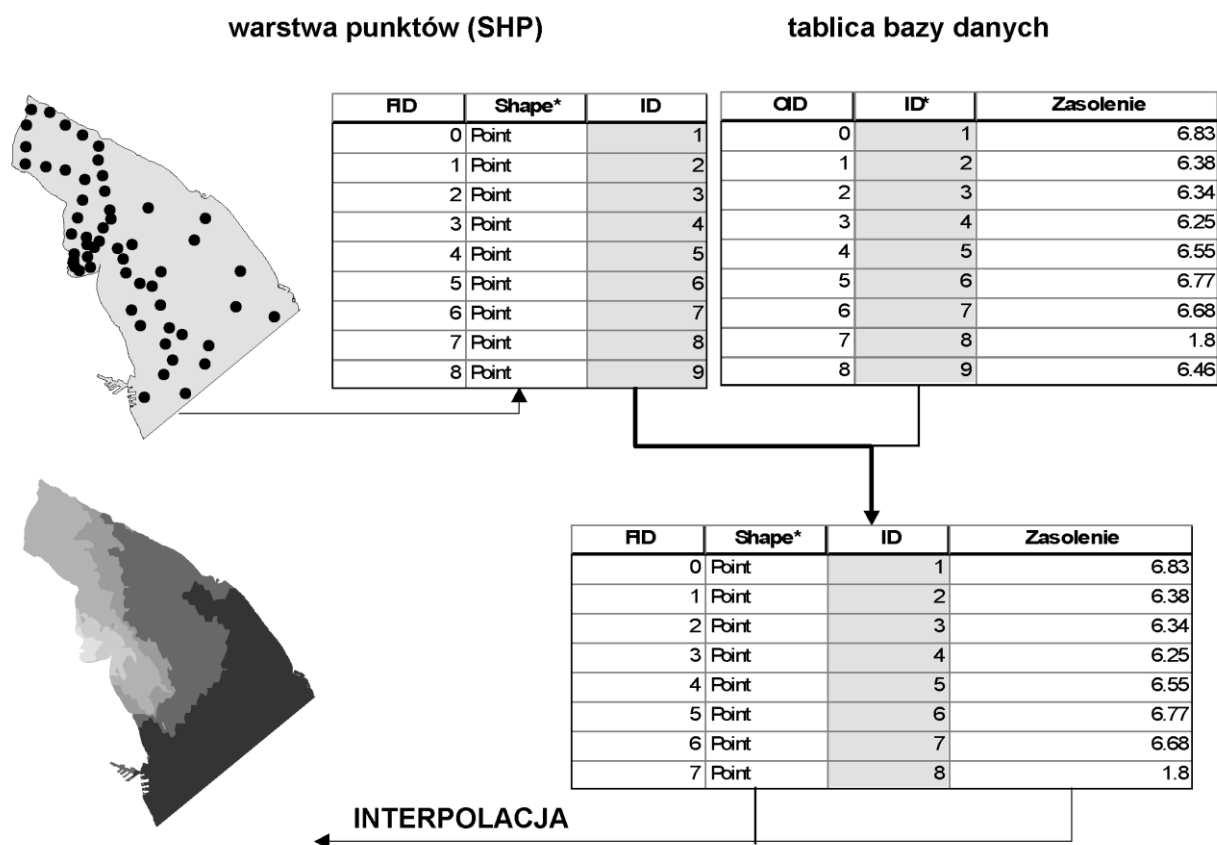 warstwa punktów (SHP) tablica bazy danych
FID Shape* ID
0 Point 1
1 Point 2
2 Point 3
3 Point 4
4 Point 5
5 Point 6
6 Point 7
7 Point 8
8 Point 9
OID ID* Zasolenie
0 1 6.83
1 2 6.38
2 3 6.34
3 4 6.25
4 5 6.55
5 6 6.77
6 7 6.68
7 8 1.8
8 9 6.46
FID Shape* ID Zasolenie
0 Point 1 6.83
1 Point 2 6.38
2 Point 3 6.34
3 Point 4 6.25
4 Point 5 6.55
5 Point 6 6.77
6 Point 7 6.68
7 Point 8 1.8
INTERPOLACJA